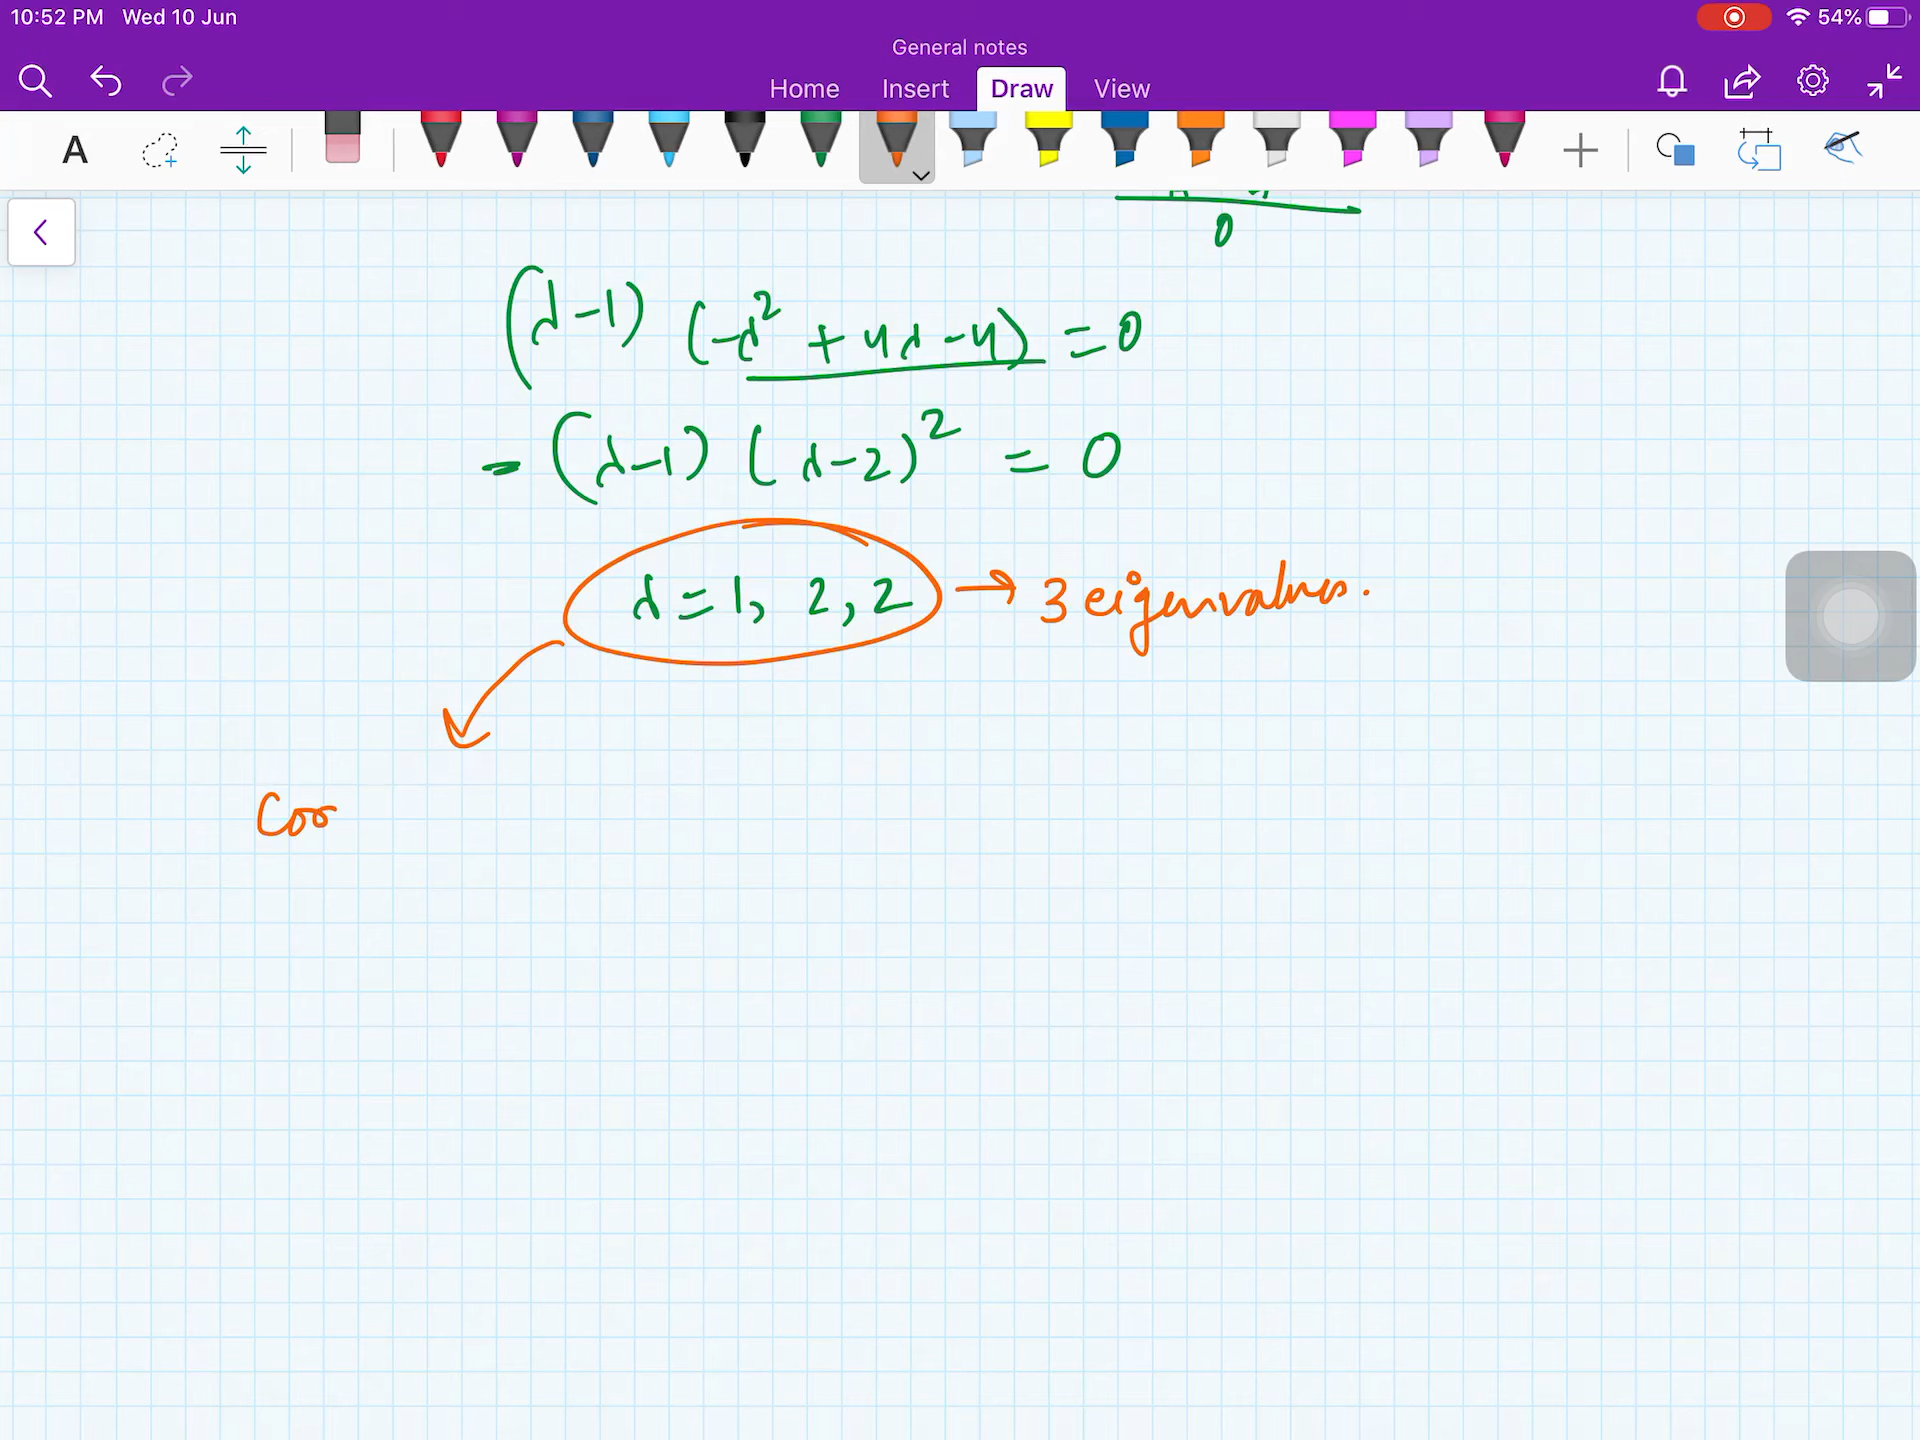 10:52 PM Wed 10 Jun
54%
General notes
Home Insert Draw View
A
0
(λ-1) (-λ² + 4λ - 4) = 0
- (λ-1) (λ-2)² = 0
λ = 1, 2, 2 → 3 eigenvalues.
Cor